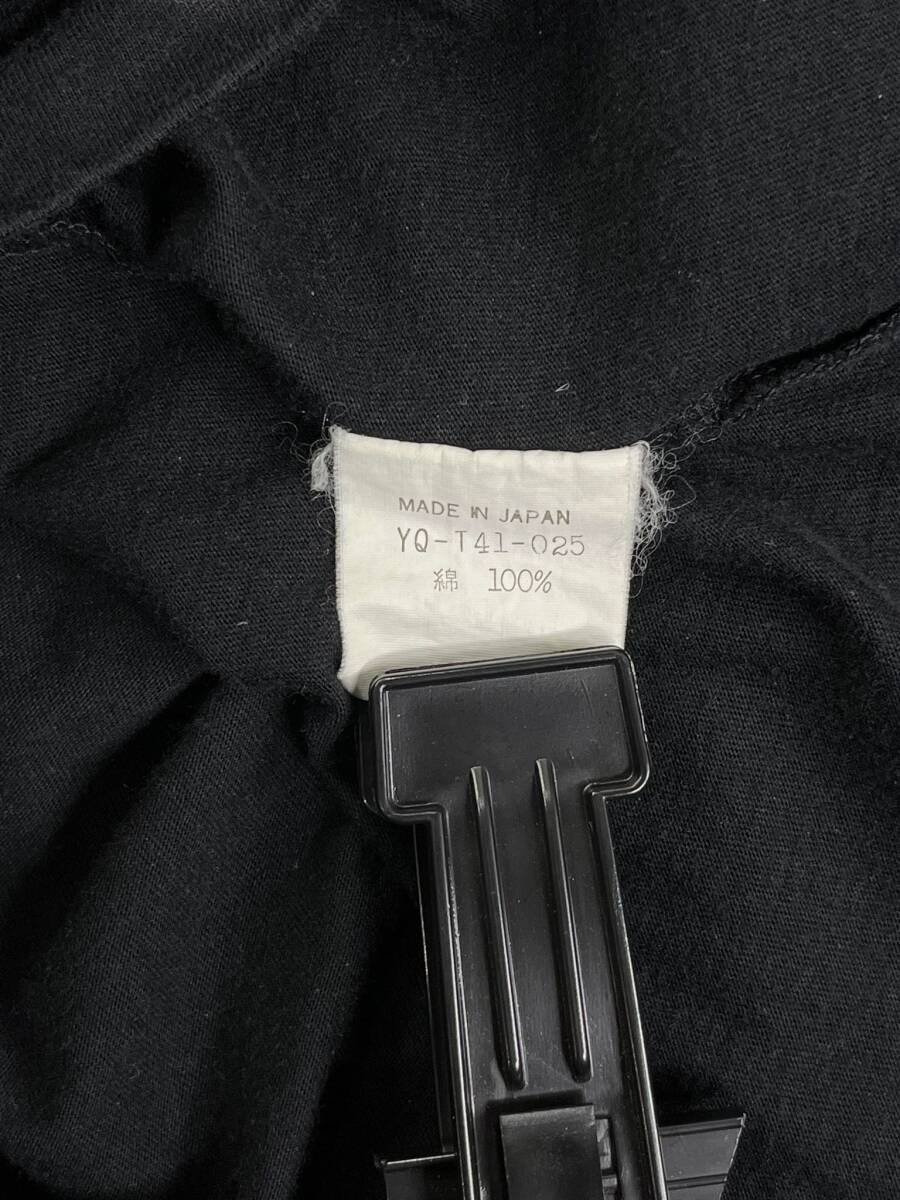 MADE IN JAPAN
YQ-T41-025
綿 100%